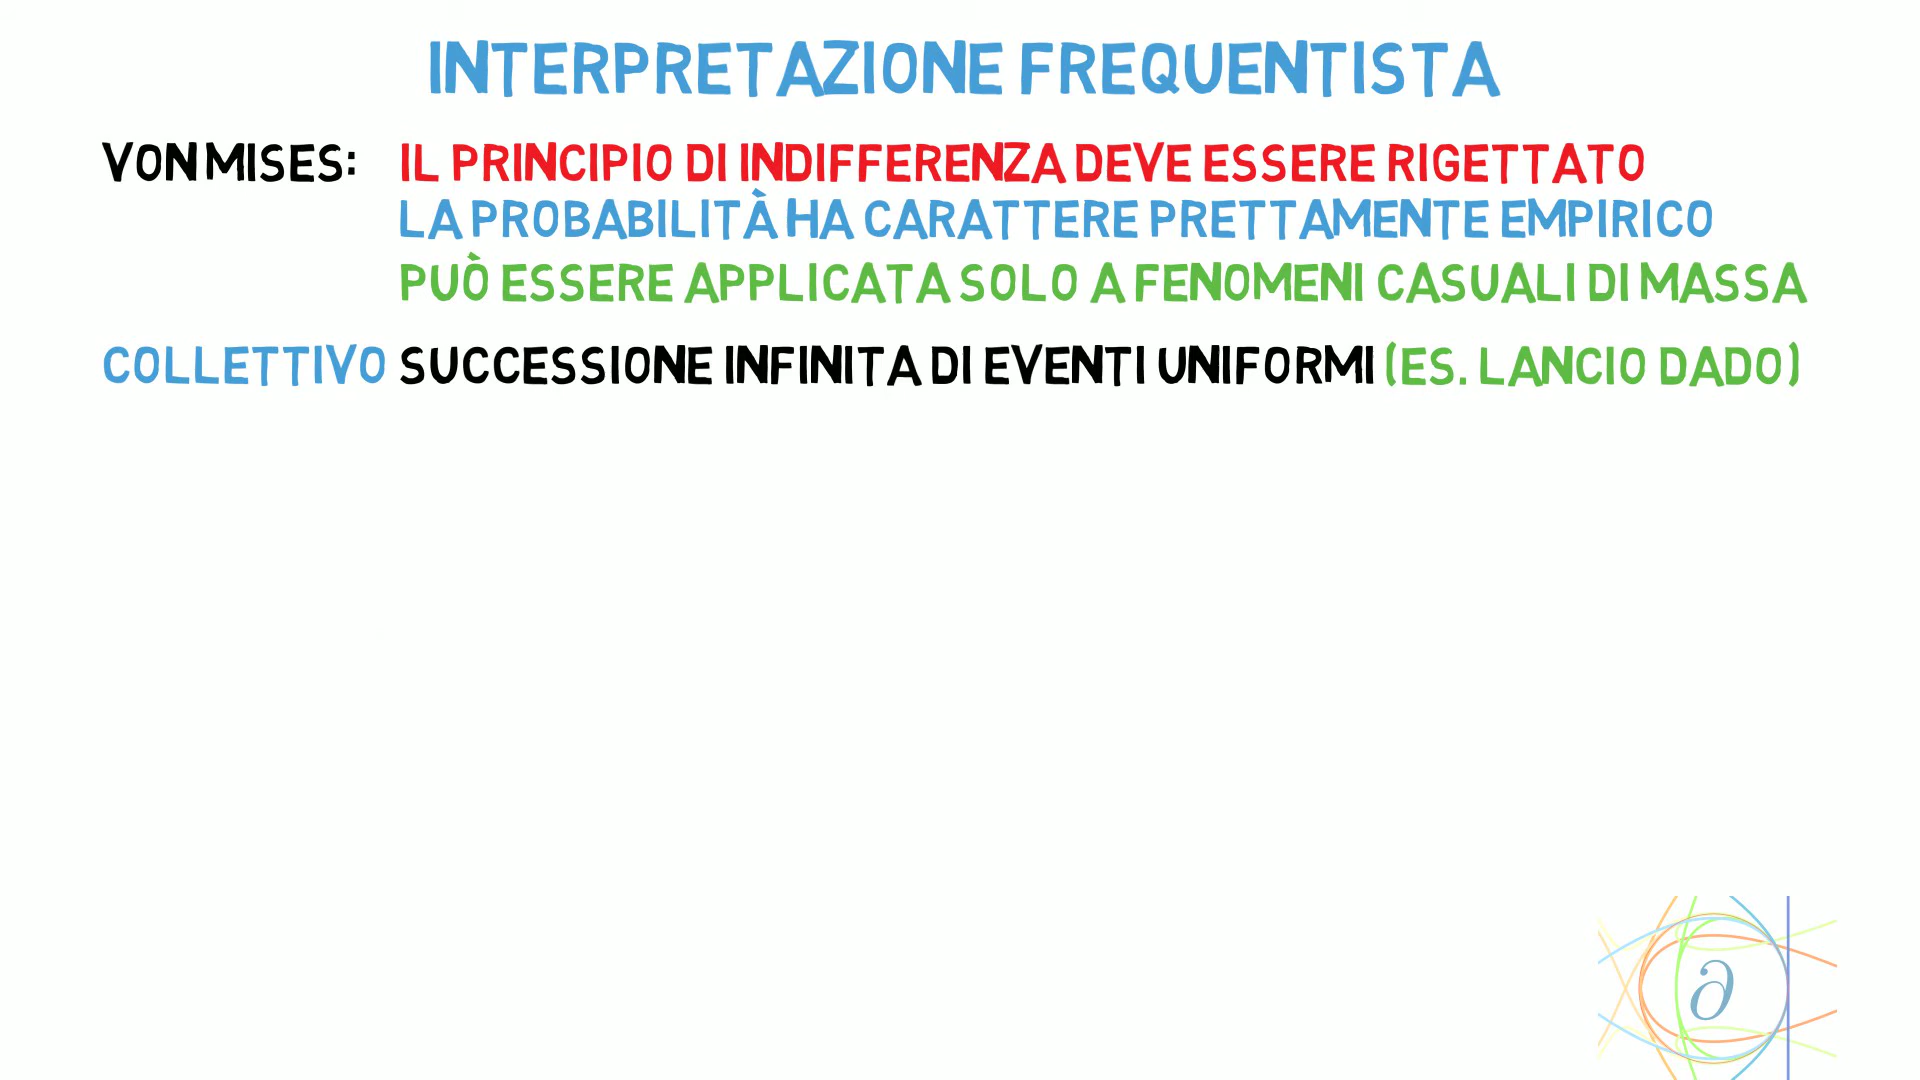 INTERPRETAZIONE FREQUENTISTA
VON MISES: IL PRINCIPIO DI INDIFFERENZA DEVE ESSERE RIGETTATO
LA PROBABILITÀ HA CARATTERE PRETTAMENTE EMPIRICO
PUÒ ESSERE APPLICATA SOLO A FENOMENI CASUALI DI MASSA
COLLETTIVO SUCCESSIONE INFINITA DI EVENTI UNIFORMI (ES. LANCIO DADO)
∂